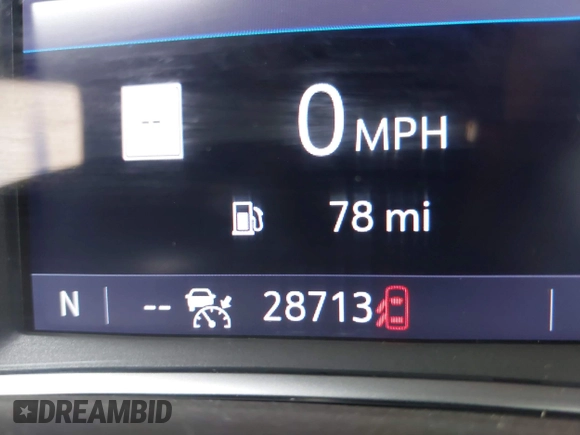 --
0 MPH
78 mi
N -- 28713
DREAMBID